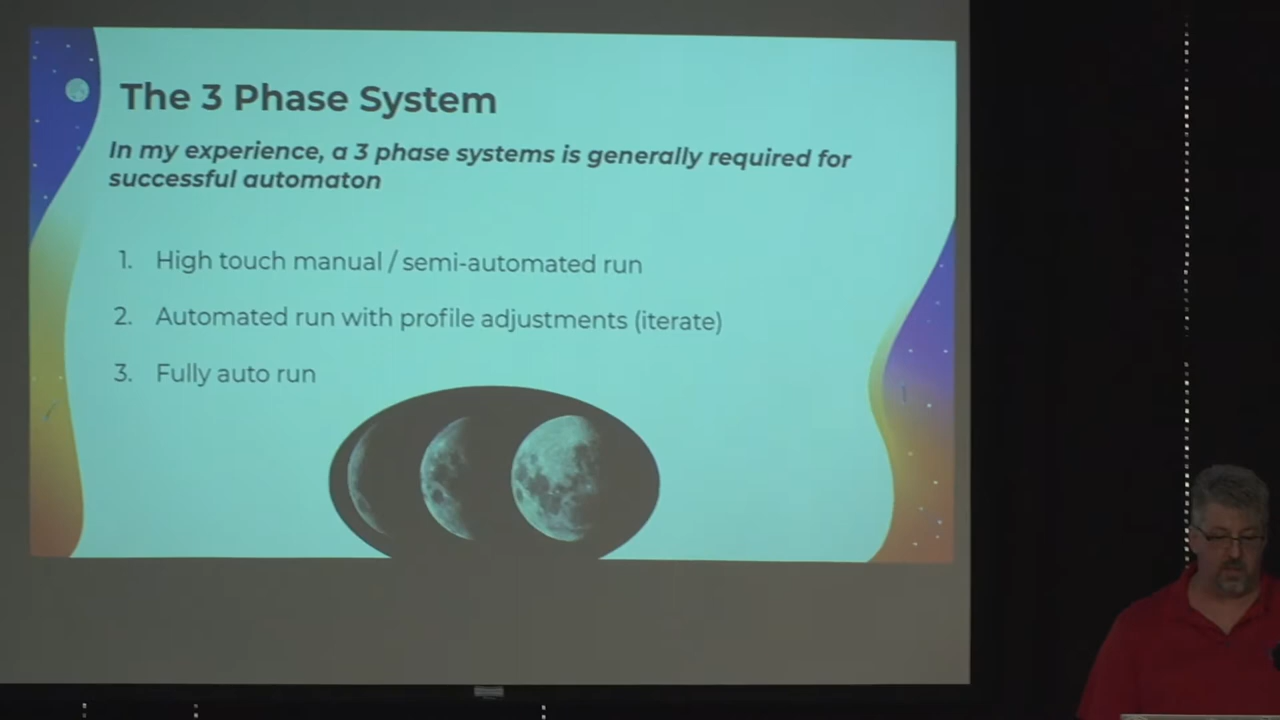 The 3 Phase System
In my experience, a 3 phase systems is generally required for
successful automaton
1. High touch manual / semi-automated run
2. Automated run with profile adjustments (iterate)
3. Fully auto run